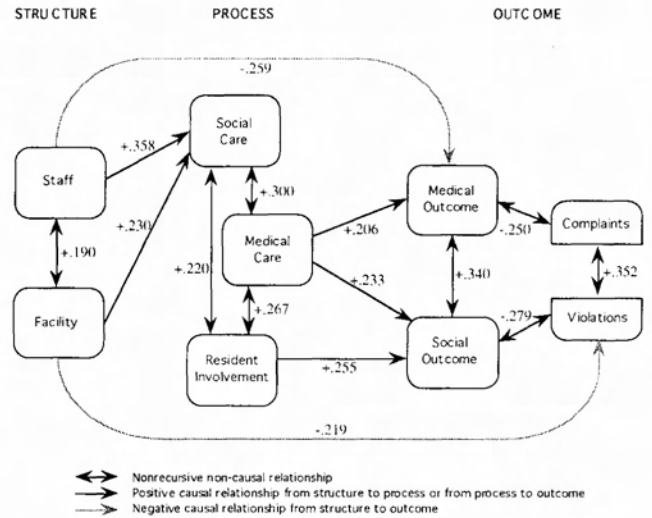 STRUCTURE PROCESS OUTCOME
-.259
Social
Care
+.358
Staff
Medical
Outcome
+.300
+.230
Complaints
+.206
-.250
Medical
Care
+.190
+.220
+.233
+.340
+.352
+.267
Facility
-.279
Violations
Social
Outcome
Resident
Involvement
+.255
-.219
Nonrecursive non-causal relationship
Positive causal relationship from structure to process or from process to outcome
Negative causal relationship from structure to outcome